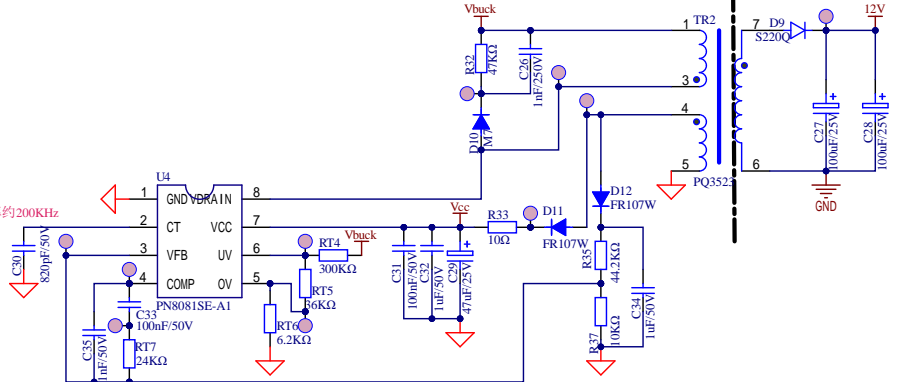 Vbuck
TR2
D9
S220Q
12V
R32
47KΩ
C26
1nF/250V
D10
M7
1
3
4
5
7
6
PQ3523
C27
100uF/25V
C28
100uF/25V
GND
U4
1
2
3
4
GND
CT
VFB
COMP
VDRAIN
VCC
UV
OV
8
7
6
5
PN8081SE-A1
约200KHz
C30
820pF/50V
C35
1nF/50V
C33
100nF/50V
RT7
24KΩ
RT4
300KΩ
Vbuck
RT5
36KΩ
RT6
6.2KΩ
C31
100nF/50V
C32
1uF/50V
Vcc
C29
47uF/25V
R33
10Ω
D11
FR107W
D12
FR107W
R35
44.2KΩ
R37
10KΩ
C34
1uF/50V